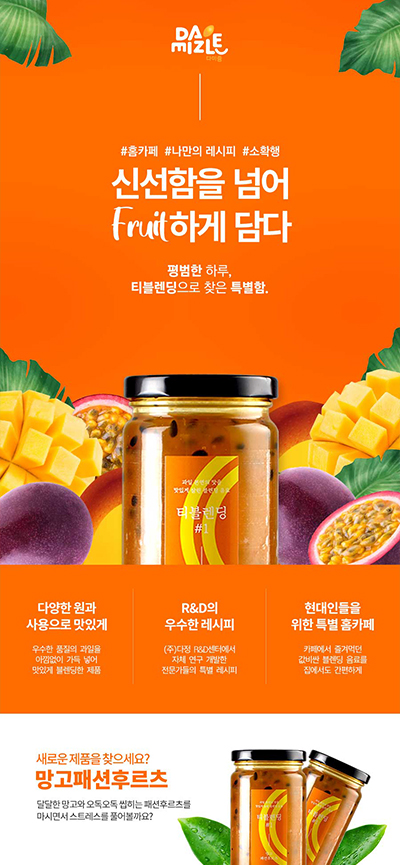 DA
MIZLE
다미즐
#홈카페 #나만의 레시피 #소확행
신선함을 넘어
Fruit하게 담다
평범한 하루,
티블렌딩으로 찾은 특별함.
티블렌딩
#1
다양한 원과
사용으로 맛있게
우수한 품질의 과일을
아낌없이 가득 넣어
맛있게 블렌딩한 제품
R&D의
우수한 레시피
(주)다정 R&D센터에서
자체 연구 개발한
전문가들의 특별 레시피
현대인들을
위한 특별 홈카페
카페에서 즐겨먹던
값비싼 블렌딩 음료를
집에서도 간편하게
새로운 제품을 찾으세요?
망고패션후르츠
달달한 망고와 오독오독 씹히는 패션후르츠를
마시면서 스트레스를 풀어볼까요?
티블렌딩